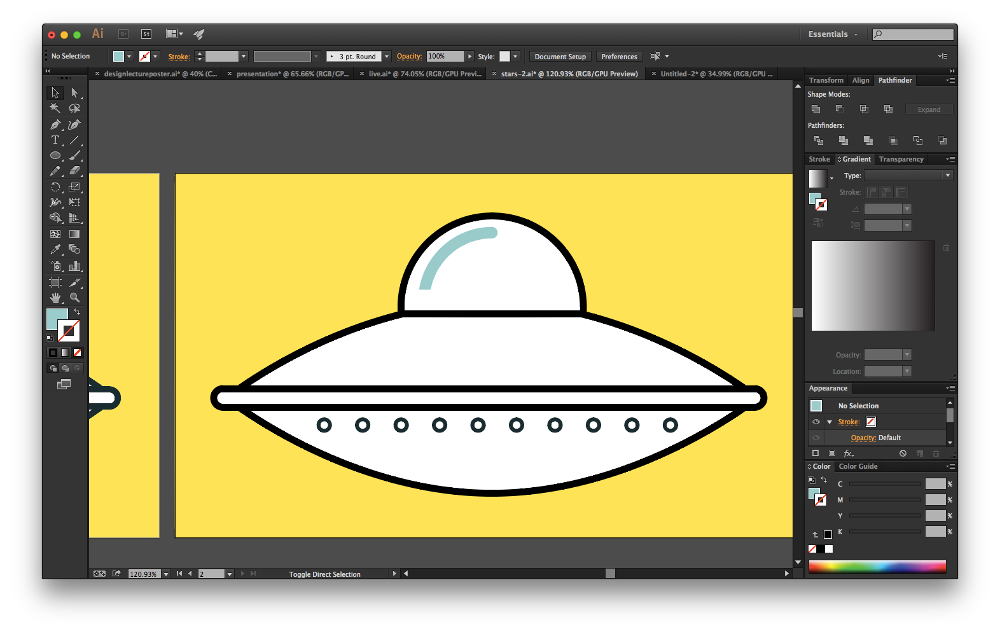 Ai Br St Essentials
No Selection Stroke: 3 pt. Round Opacity: 100% Style: Document Setup Preferences
designlectureposter.ai* @ 40% (C... presentation* @ 65.66% (RGB/GP... live.ai* @ 74.05% (RGB/GPU Previ... stars-2.ai* @ 120.93% (RGB/GPU Preview) Untitled-2* @ 34.99% (RGB/GPU ...
Transform Align Pathfinder
Shape Modes:
Expand
Pathfinders:
T
Stroke Gradient Transparency
Type:
Stroke:
Opacity:
Location:
Appearance
No Selection
Stroke:
Opacity: Default
fx
Color Color Guide
C %
M %
Y %
K %
120.93% 2 Toggle Direct Selection